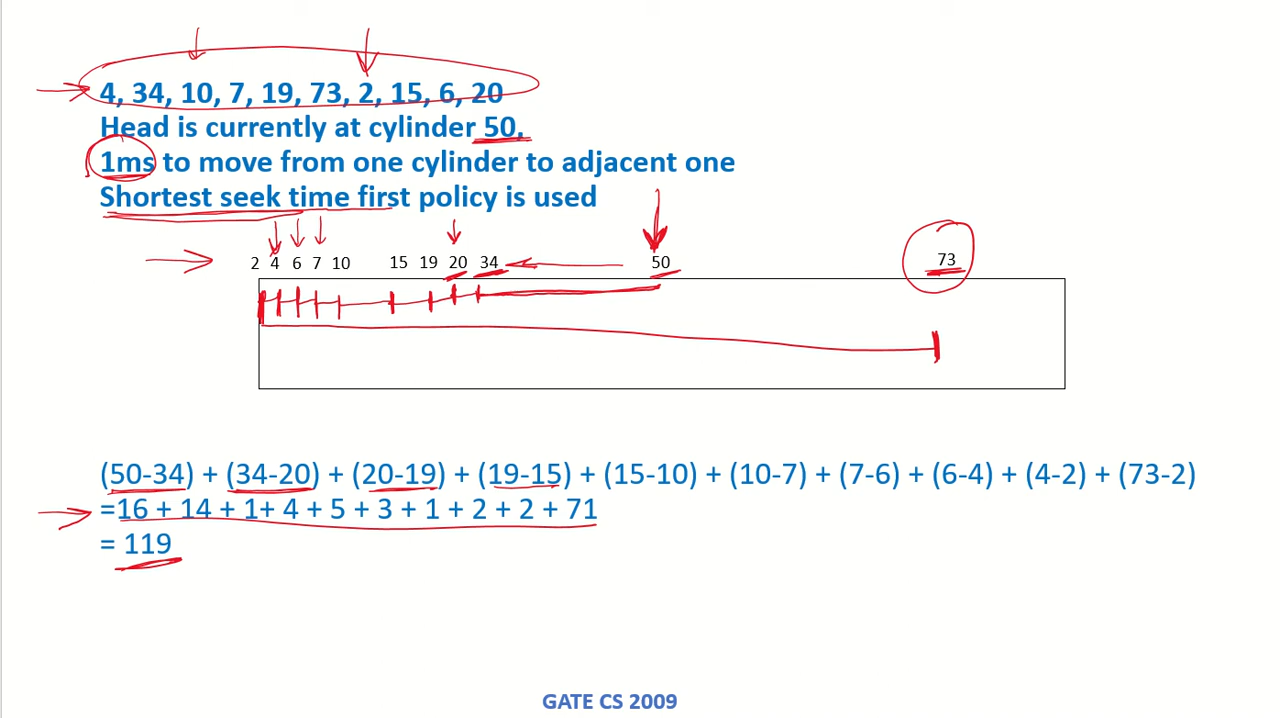 4, 34, 10, 7, 19, 73, 2, 15, 6, 20
Head is currently at cylinder 50.
1ms to move from one cylinder to adjacent one
Shortest seek time first policy is used
2 4 6 7 10 15 19 20 34 50 73
(50-34) + (34-20) + (20-19) + (19-15) + (15-10) + (10-7) + (7-6) + (6-4) + (4-2) + (73-2)
=16 + 14 + 1+ 4 + 5 + 3 + 1 + 2 + 2 + 71
= 119
GATE CS 2009